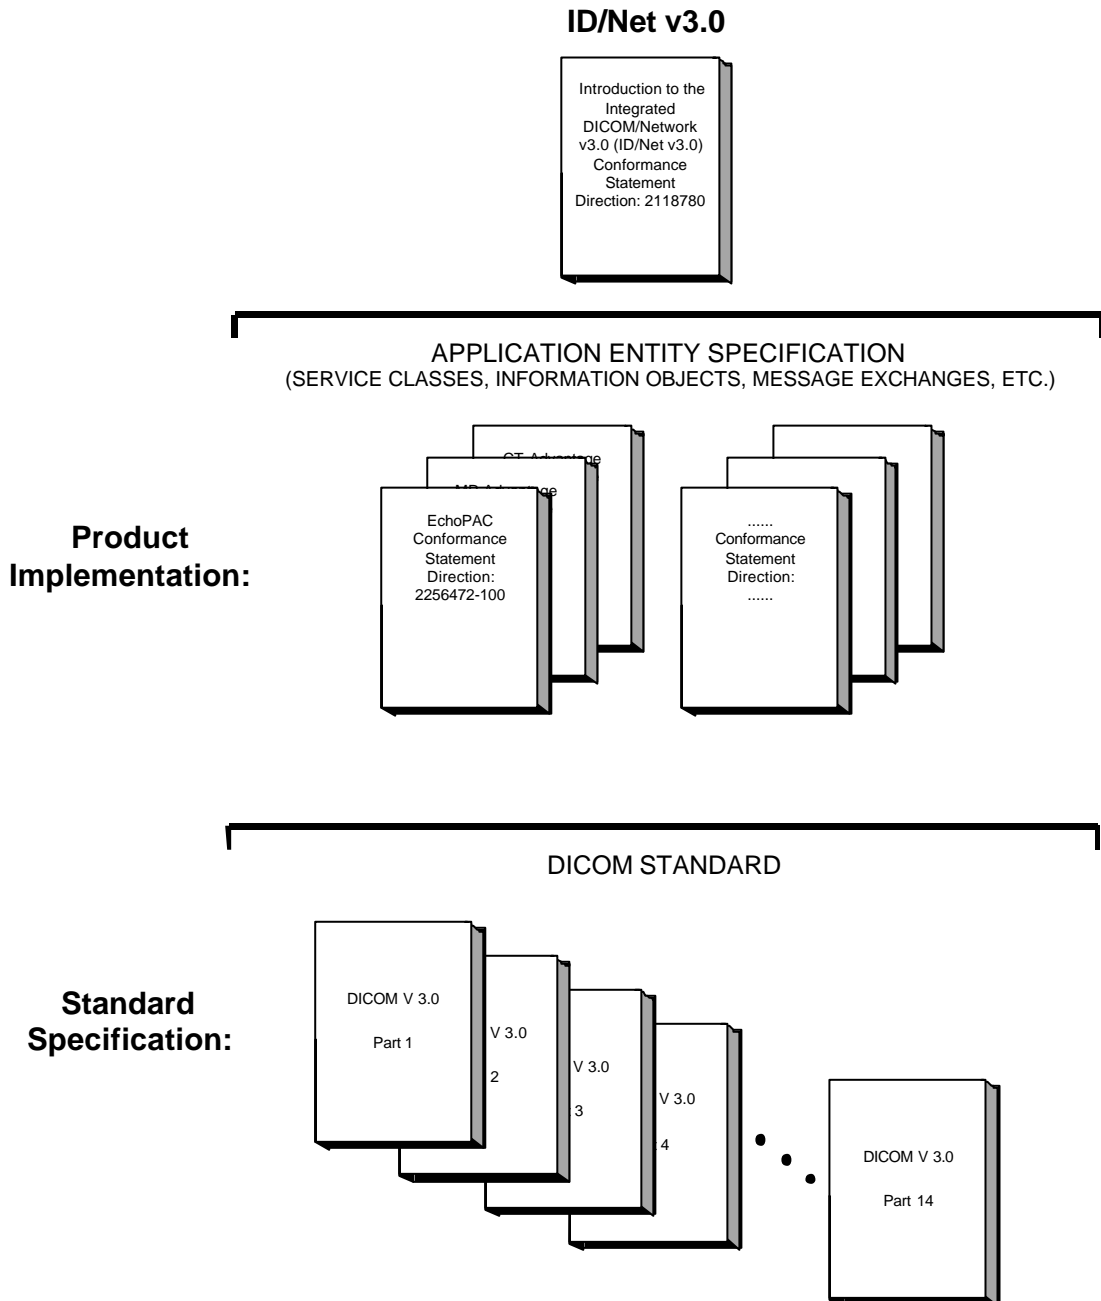 ID/Net v3.0
Introduction to the
Integrated
DICOM/Network
v3.0 (ID/Net v3.0)
Conformance
Statement
Direction: 2118780
APPLICATION ENTITY SPECIFICATION
(SERVICE CLASSES, INFORMATION OBJECTS, MESSAGE EXCHANGES, ETC.)
Product
Implementation:
CT Advantage
EchoPAC
Conformance
Statement
Direction:
2256472-100
......
Conformance
Statement
Direction:
......
DICOM STANDARD
Standard
Specification:
DICOM V 3.0
Part 1
V 3.0
2
V 3.0
3
V 3.0
4
DICOM V 3.0
Part 14